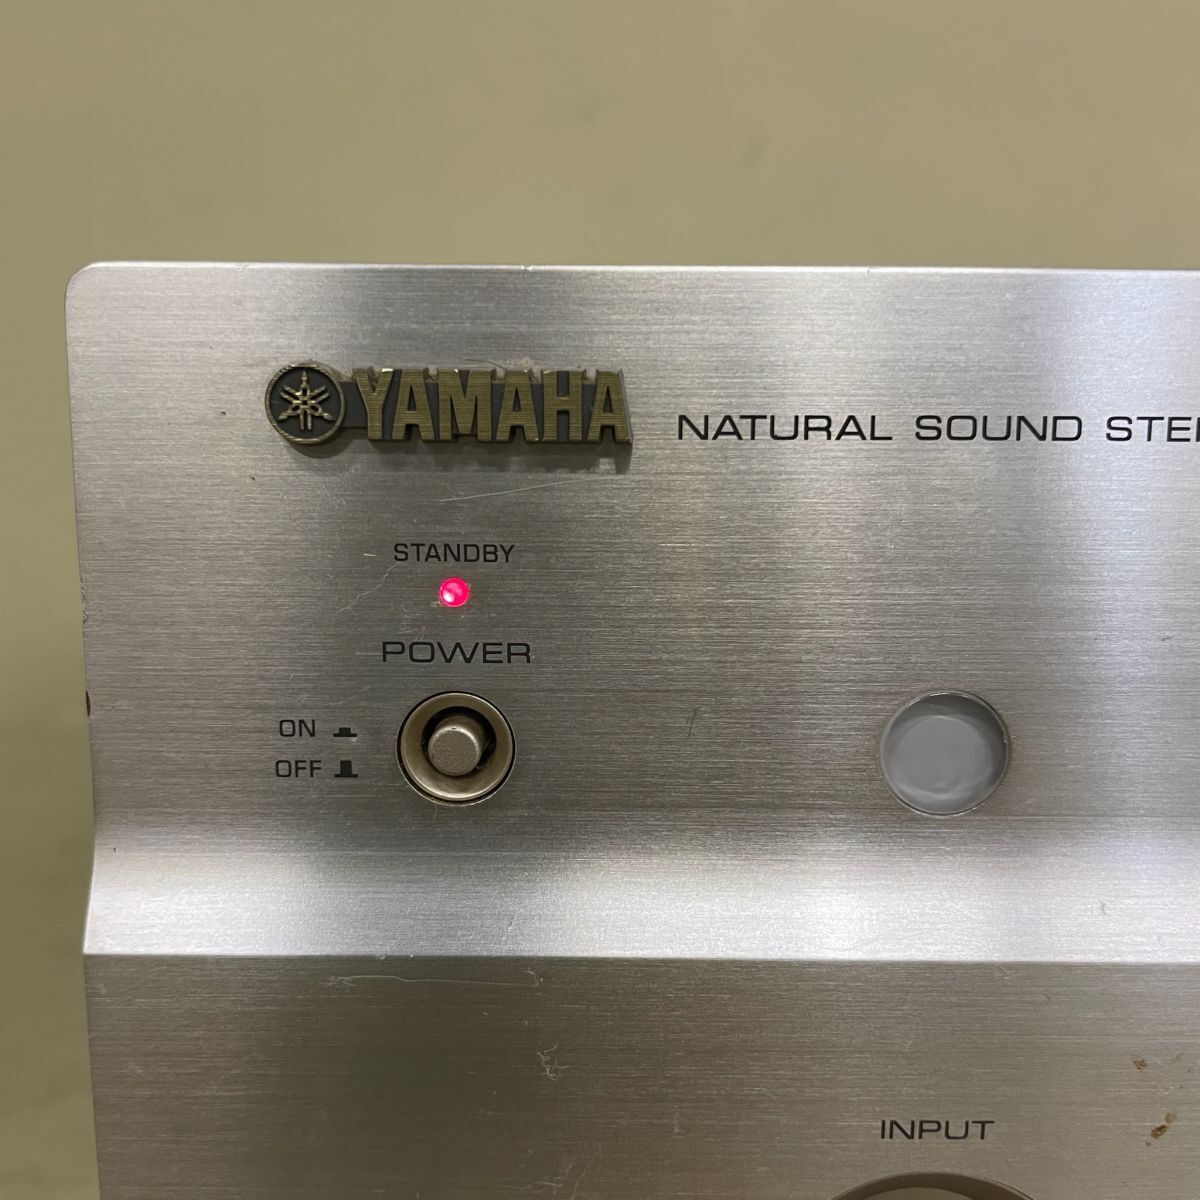 YAMAHA
NATURAL SOUND STE
STANDBY
POWER
ON
OFF
INPUT